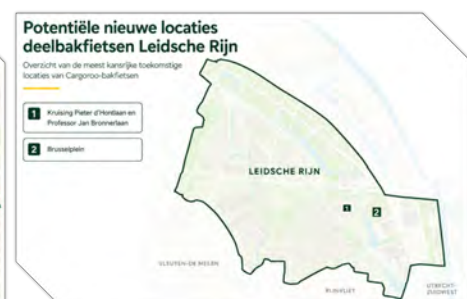 Potentiële nieuwe locaties
deelbakfietsen Leidsche Rijn
Overzicht van de meest kansrijke toekomstige
locaties van Cargoroo-bakfietsen
1 Kruising Pieter d'Hontlaan en
Professor Jan Bronnerlaan
2 Brusselplein
LEIDSCHE RIJN
1
2
VLEUTEN-DE MEERN
RIJNVLIET
UTRECHT-
ZUIDWEST